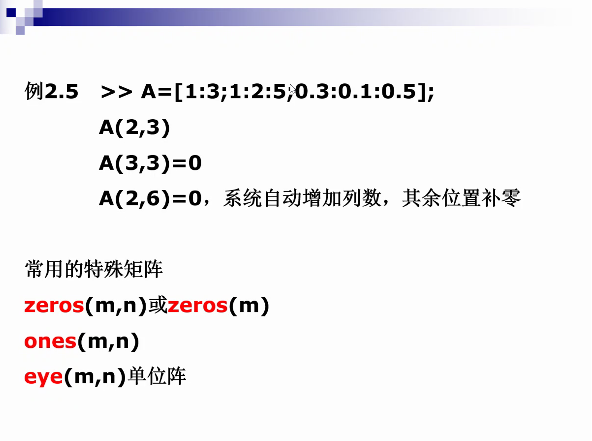 例2.5 >> A=[1:3;1:2:5;0.3:0.1:0.5];
A(2,3)
A(3,3)=0
A(2,6)=0，系统自动增加列数，其余位置补零
常用的特殊矩阵
zeros(m,n)或zeros(m)
ones(m,n)
eye(m,n)单位阵